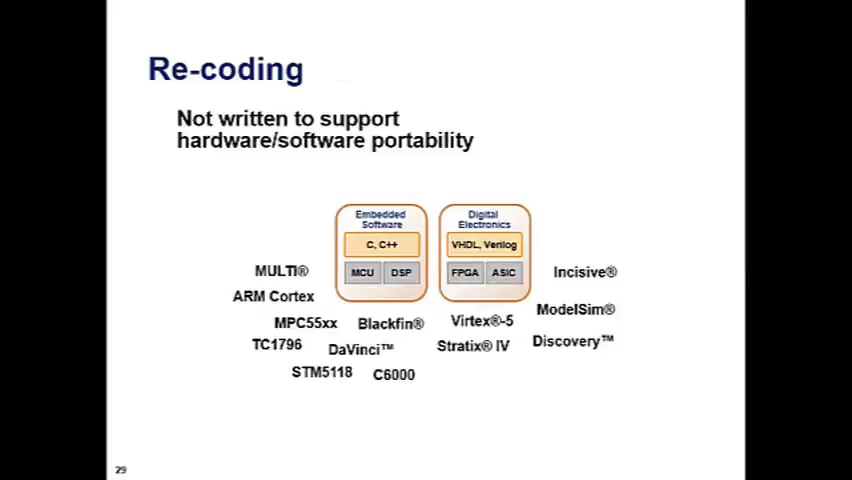 Re-coding
Not written to support
hardware/software portability
Embedded
Software
C, C++
MCU DSP
Digital
Electronics
VHDL, Verilog
FPGA ASIC
MULTI®
ARM Cortex
MPC55xx
Blackfin®
TC1796
DaVinci™
STM5118
C6000
Virtex®-5
Stratix® IV
Incisive®
ModelSim®
Discovery™
29